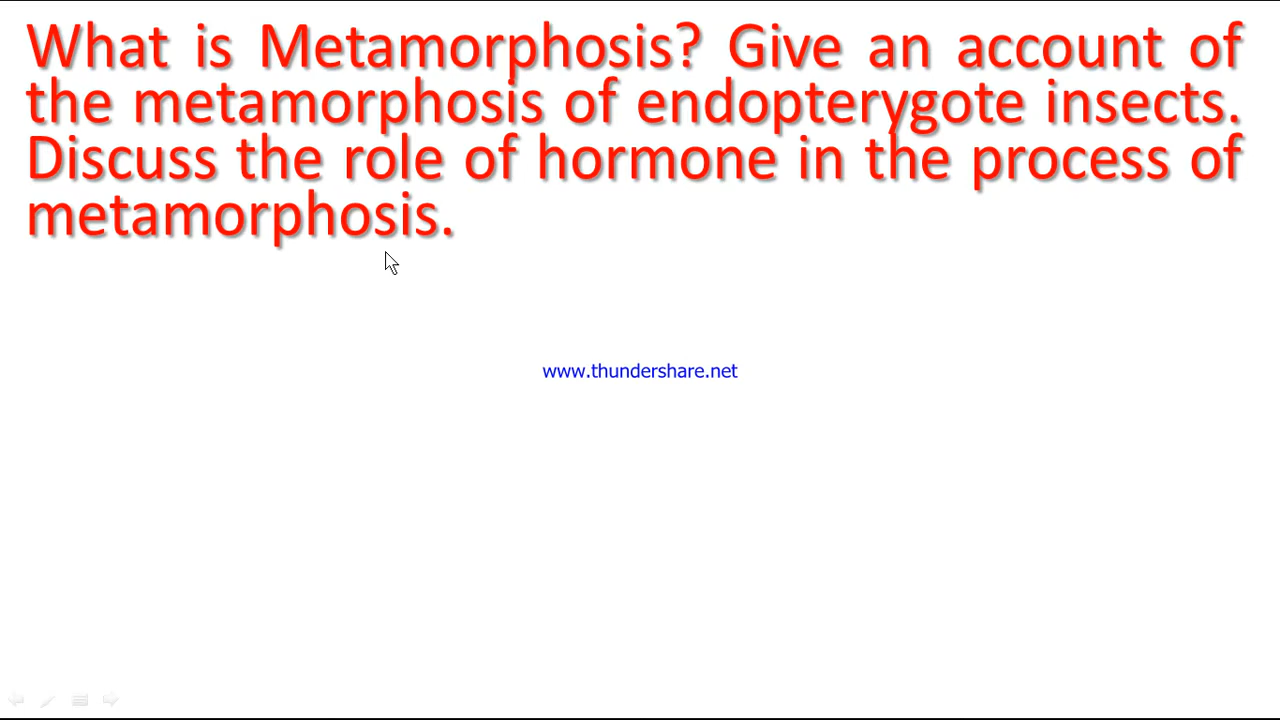 What is Metamorphosis? Give an account of
the metamorphosis of endopterygote insects.
Discuss the role of hormone in the process of
metamorphosis.
www.thundershare.net